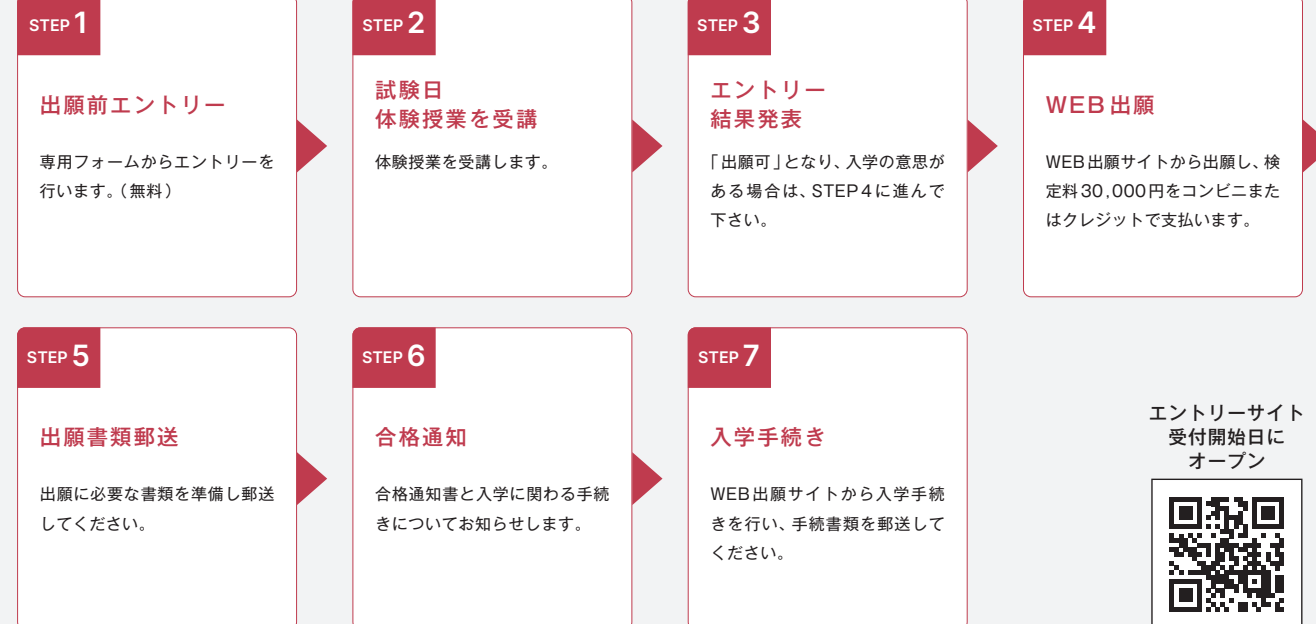 STEP 1
出願前エントリー
専用フォームからエントリーを
行います。(無料)
STEP 2
試験日
体験授業を受講
体験授業を受講します。
STEP 3
エントリー
結果発表
「出願可」となり、入学の意思が
ある場合は、STEP4に進んで
下さい。
STEP 4
WEB出願
WEB出願サイトから出願し、検
定料30,000円をコンビニまた
はクレジットで支払います。
STEP 5
出願書類郵送
出願に必要な書類を準備し郵送
してください。
STEP 6
合格通知
合格通知書と入学に関わる手続
きについてお知らせします。
STEP 7
入学手続き
WEB出願サイトから入学手続
きを行い、手続書類を郵送して
ください。
エントリーサイト
受付開始日に
オープン